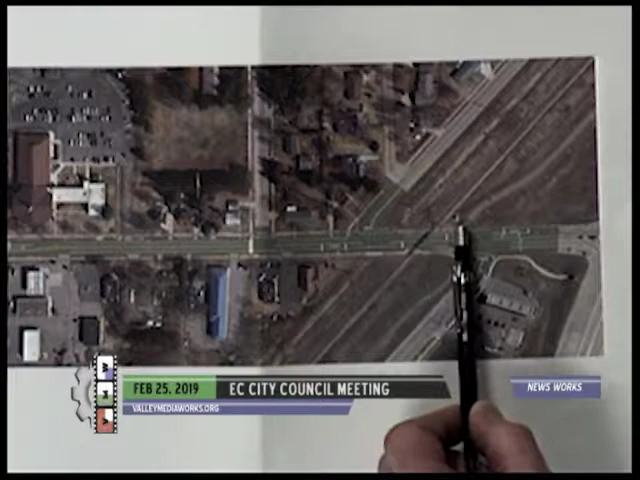 FEB 25, 2019
EC CITY COUNCIL MEETING
NEWS WORKS
VALLEYMEDIAWORKS.ORG
V M W